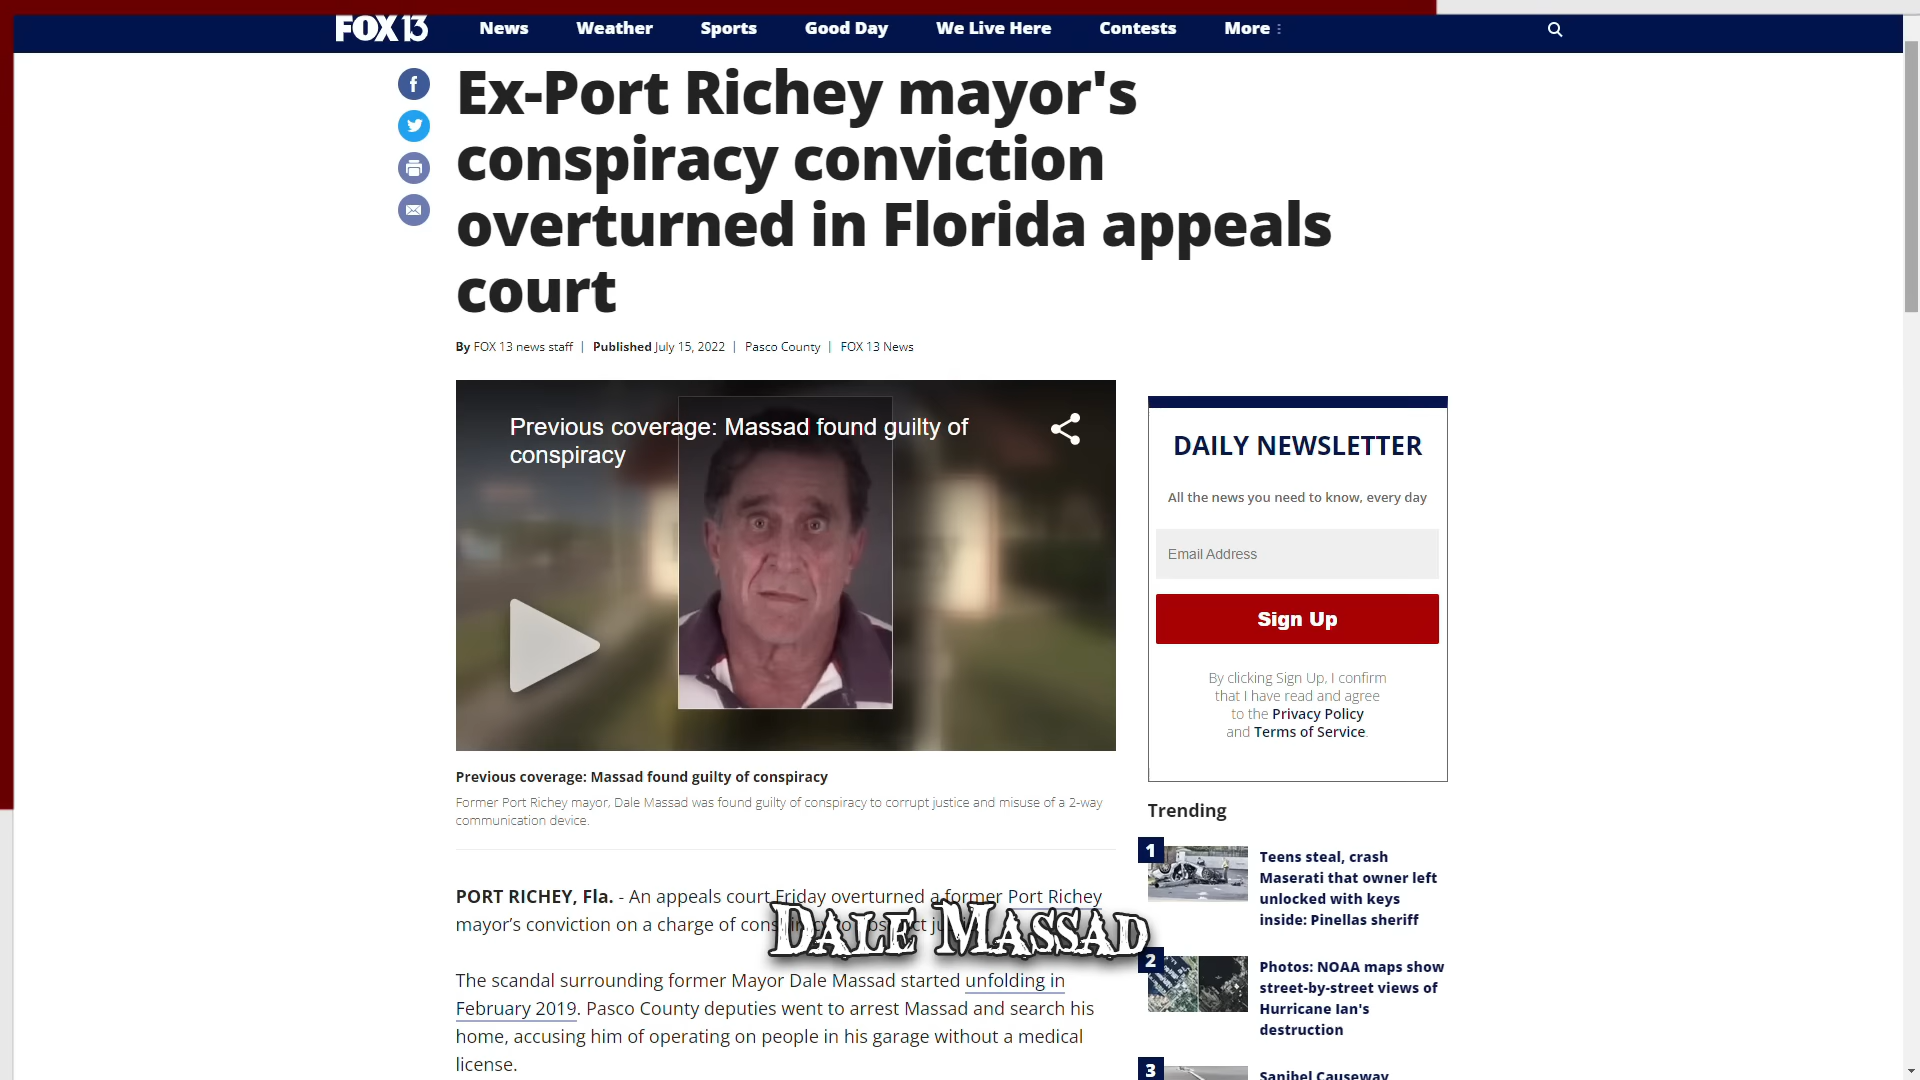 FOX 13
News Weather Sports Good Day We Live Here Contests More
Ex-Port Richey mayor's
conspiracy conviction
overturned in Florida appeals
court
By FOX 13 news staff | Published July 15, 2022 | Pasco County | FOX 13 News
Previous coverage: Massad found guilty of
conspiracy
Previous coverage: Massad found guilty of conspiracy
Former Port Richey mayor, Dale Massad was found guilty of conspiracy to corrupt justice and misuse of a 2-way
communication device.
PORT RICHEY, Fla. - An appeals court Friday overturned a former Port Richey
mayor's conviction on a charge of
Dale Massad
The scandal surrounding former Mayor Dale Massad started unfolding in
February 2019. Pasco County deputies went to arrest Massad and search his
home, accusing him of operating on people in his garage without a medical
license.
DAILY NEWSLETTER
All the news you need to know, every day
Email Address
Sign Up
By clicking Sign Up, I confirm
that I have read and agree
to the Privacy Policy
and Terms of Service.
Trending
1
Teens steal, crash
Maserati that owner left
unlocked with keys
inside: Pinellas sheriff
2
Photos: NOAA maps show
street-by-street views of
Hurricane Ian's
destruction
3
Sanibel Causeway